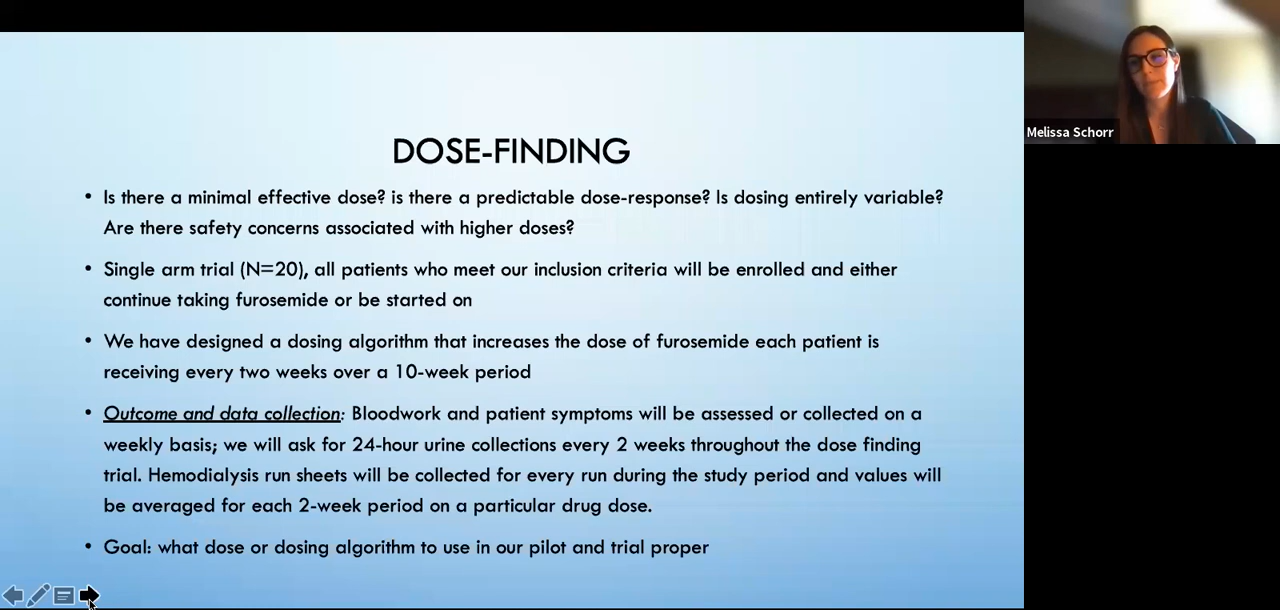 DOSE-FINDING
• Is there a minimal effective dose? is there a predictable dose-response? Is dosing entirely variable?
Are there safety concerns associated with higher doses?
• Single arm trial (N=20), all patients who meet our inclusion criteria will be enrolled and either
continue taking furosemide or be started on
• We have designed a dosing algorithm that increases the dose of furosemide each patient is
receiving every two weeks over a 10-week period
• Outcome and data collection: Bloodwork and patient symptoms will be assessed or collected on a
weekly basis; we will ask for 24-hour urine collections every 2 weeks throughout the dose finding
trial. Hemodialysis run sheets will be collected for every run during the study period and values will
be averaged for each 2-week period on a particular drug dose.
• Goal: what dose or dosing algorithm to use in our pilot and trial proper
Melissa Schorr